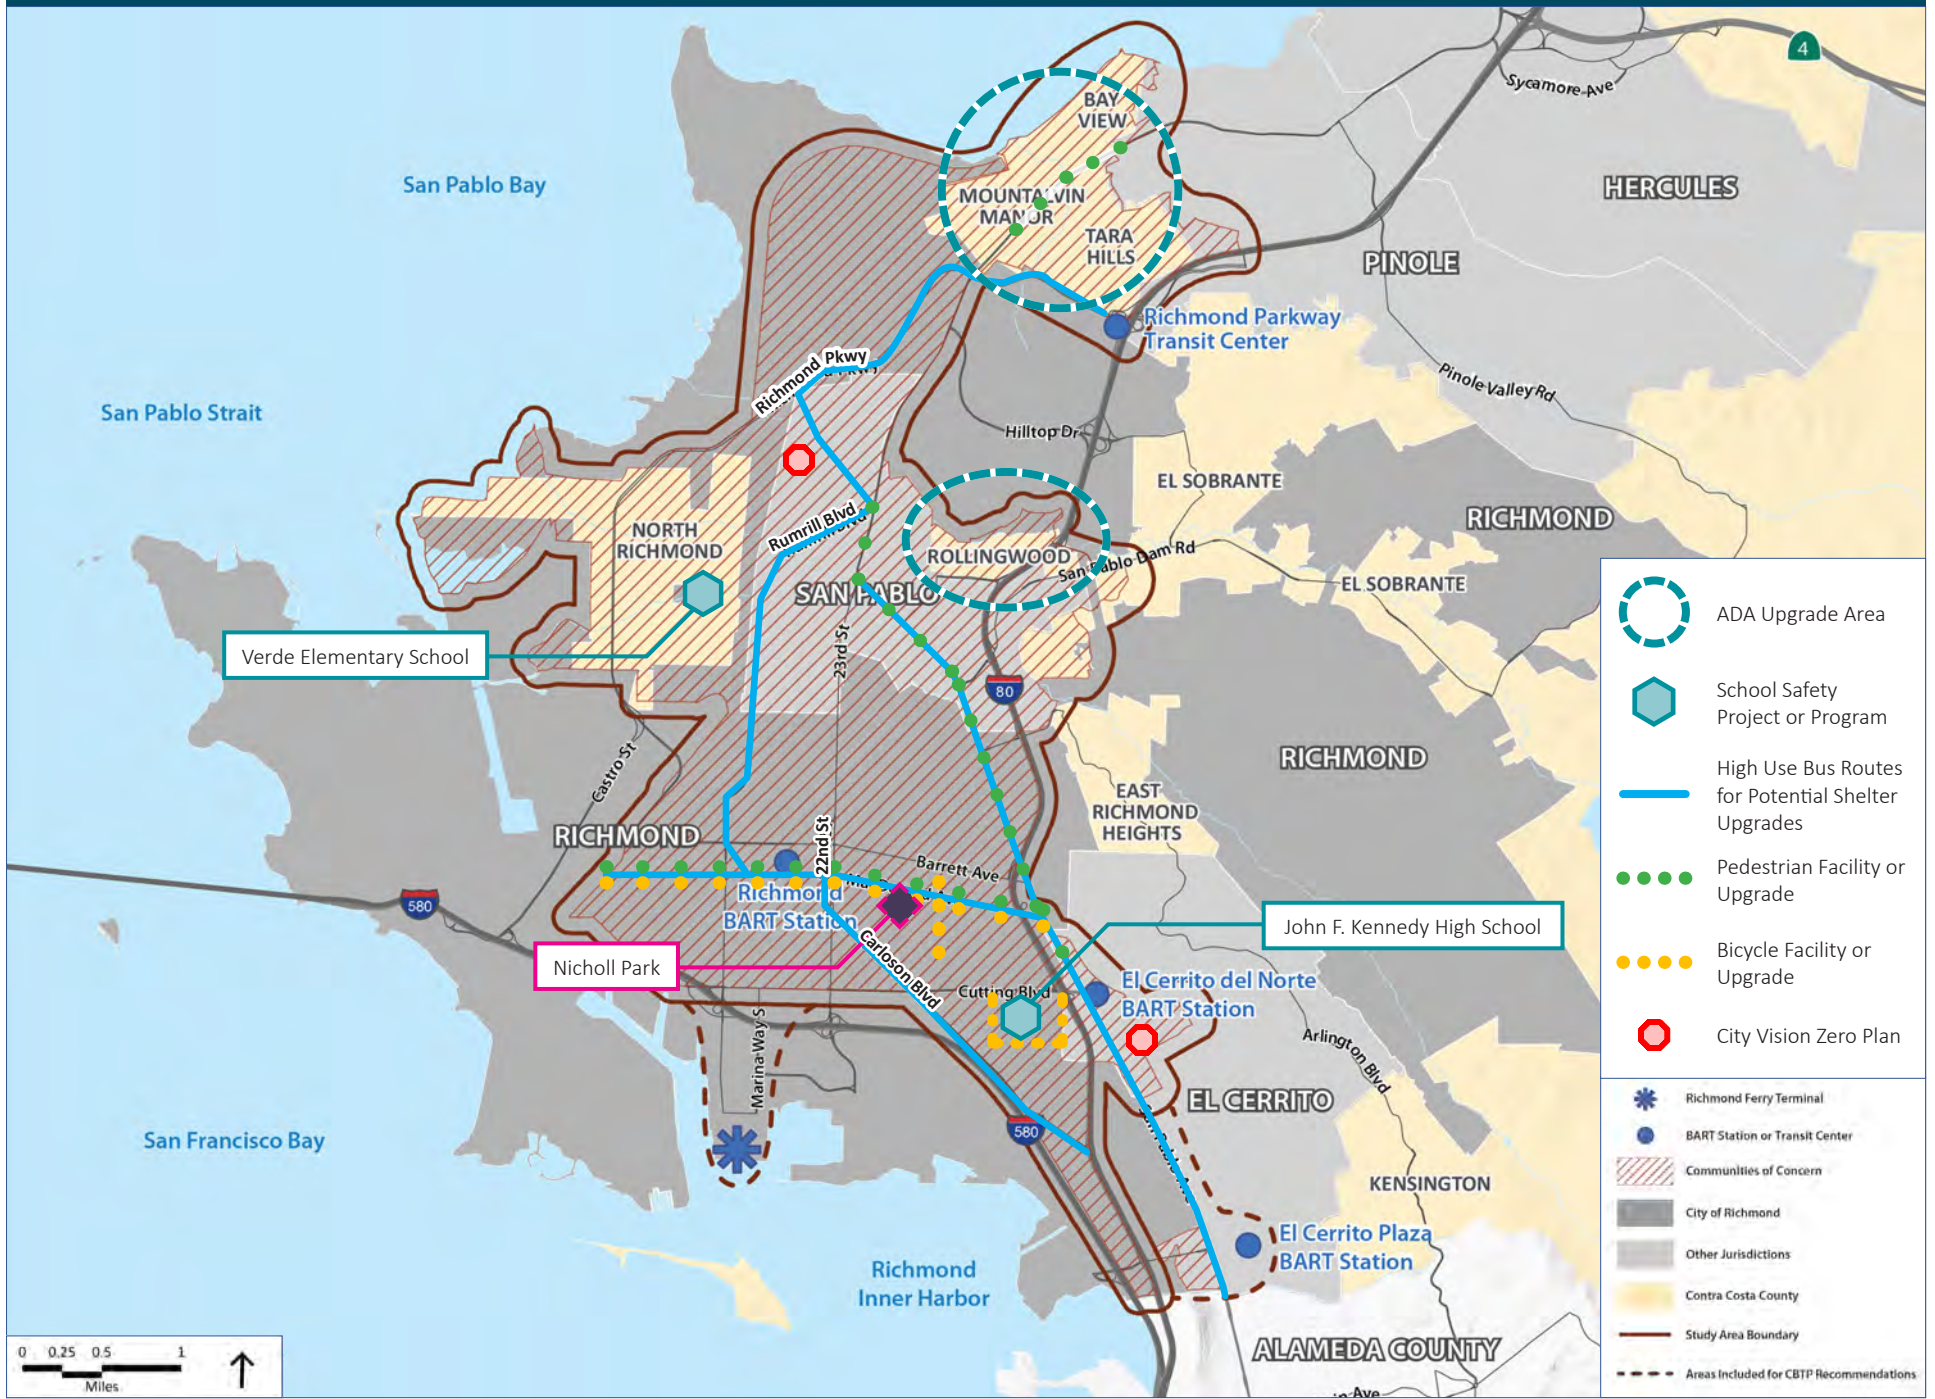 4
Sycamore Ave
BAY
VIEW
San Pablo Bay
HERCULES
MOUNTALVIN
MANOR
TARA
HILLS
PINOLE
Richmond Parkway
Transit Center
Richmond Pkwy
Pinole Valley Rd
San Pablo Strait
Hilltop Dr
EL SOBRANTE
RICHMOND
NORTH
RICHMOND
Rumrill Blvd
ROLLINGWOOD
San Pablo Dam Rd
EL SOBRANTE
SAN PABLO
Verde Elementary School
23rd St
80
Castro St
RICHMOND
EAST
RICHMOND
HEIGHTS
RICHMOND
22nd St
Barrett Ave
580
Richmond
BART Station
Nicholl Park
Carloson Blvd
John F. Kennedy High School
Cutting Blvd
El Cerrito del Norte
BART Station
Marina Way S
Arlington Blvd
EL CERRITO
580
San Francisco Bay
KENSINGTON
El Cerrito Plaza
BART Station
Richmond
Inner Harbor
ALAMEDA COUNTY
0 0.25 0.5 1
Miles
ADA Upgrade Area
School Safety
Project or Program
High Use Bus Routes
for Potential Shelter
Upgrades
Pedestrian Facility or
Upgrade
Bicycle Facility or
Upgrade
City Vision Zero Plan
Richmond Ferry Terminal
BART Station or Transit Center
Communities of Concern
City of Richmond
Other Jurisdictions
Contra Costa County
Study Area Boundary
Areas Included for CBTP Recommendations